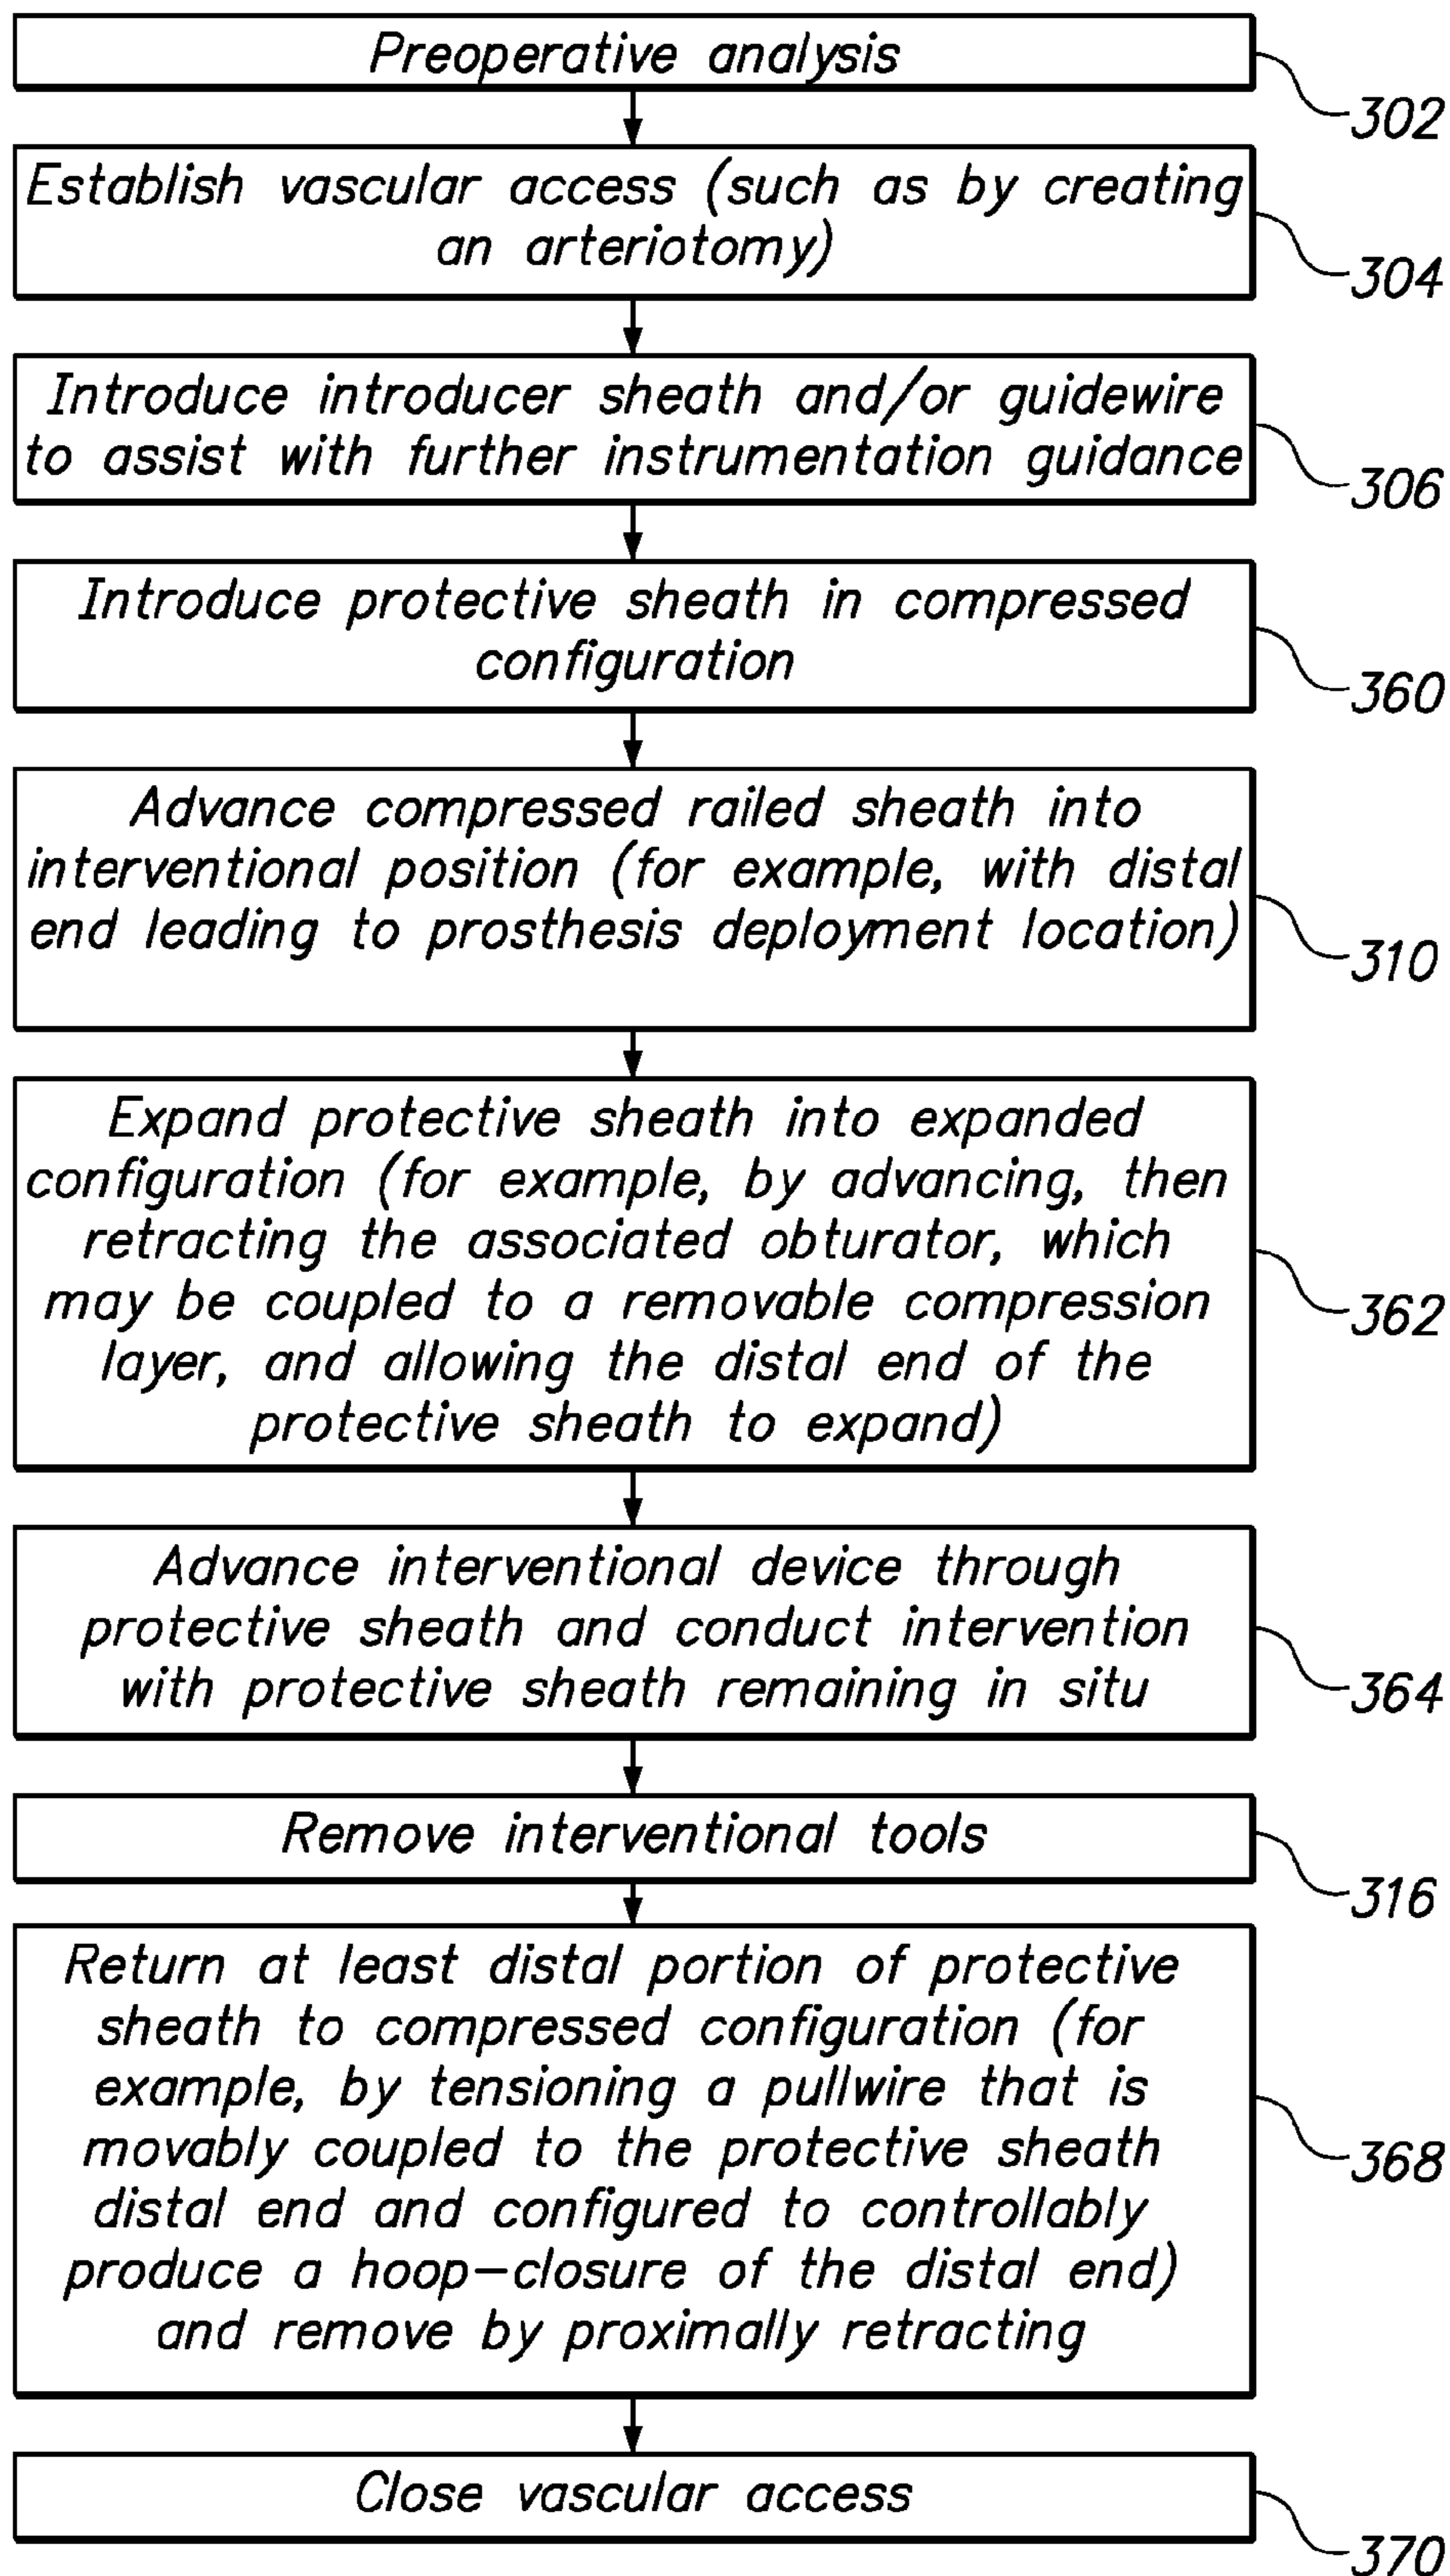 Preoperative analysis
302
Establish vascular access (such as by creating
an arteriotomy)
304
Introduce introducer sheath and/or guidewire
to assist with further instrumentation guidance
306
Introduce protective sheath in compressed
configuration
360
Advance compressed railed sheath into
interventional position (for example, with distal
end leading to prosthesis deployment location)
310
Expand protective sheath into expanded
configuration (for example, by advancing, then
retracting the associated obturator, which
may be coupled to a removable compression
layer, and allowing the distal end of the
protective sheath to expand)
362
Advance interventional device through
protective sheath and conduct intervention
with protective sheath remaining in situ
364
Remove interventional tools
316
Return at least distal portion of protective
sheath to compressed configuration (for
example, by tensioning a pullwire that is
movably coupled to the protective sheath
distal end and configured to controllably
produce a hoop-closure of the distal end)
and remove by proximally retracting
368
Close vascular access
370